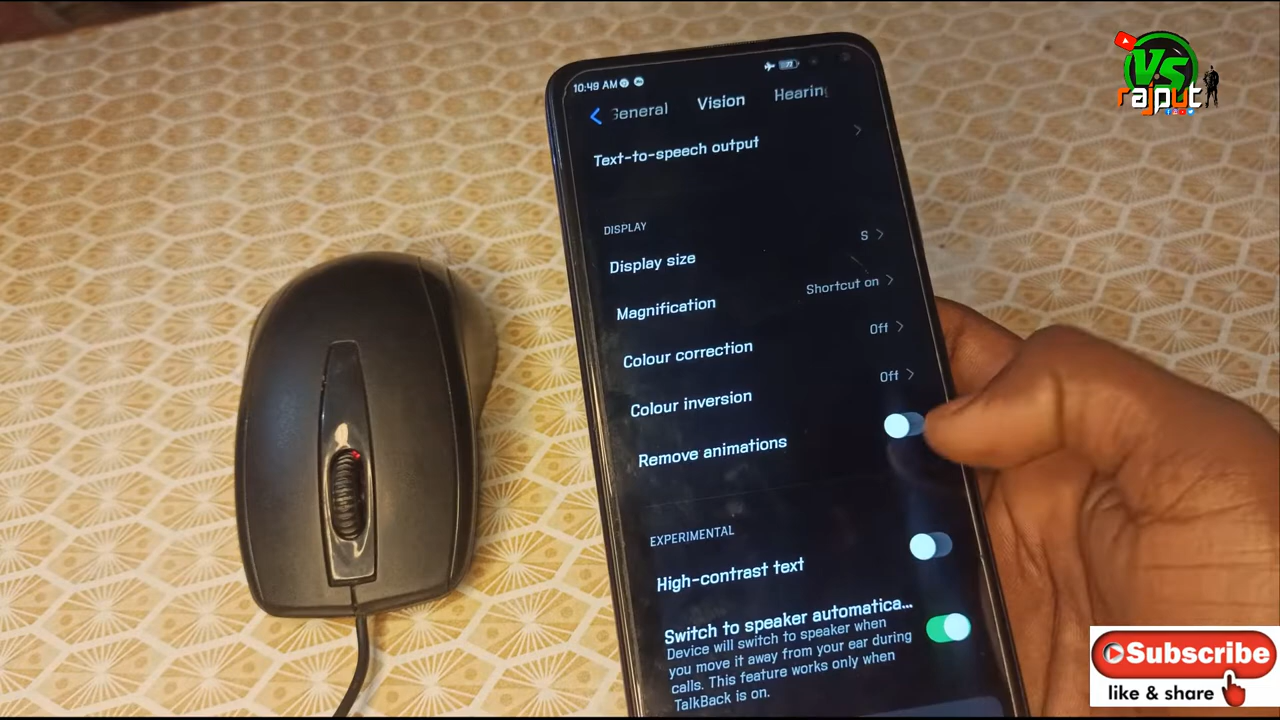 VS
rajput
10:49 AM
77
General Vision Hearing
Text-to-speech output
DISPLAY
Display size S
Magnification Shortcut on
Colour correction Off
Colour inversion Off
Remove animations
EXPERIMENTAL
High-contrast text
Switch to speaker automatica...
Device will switch to speaker when
you move it away from your ear during
calls. This feature works only when
TalkBack is on.
Subscribe
like & share